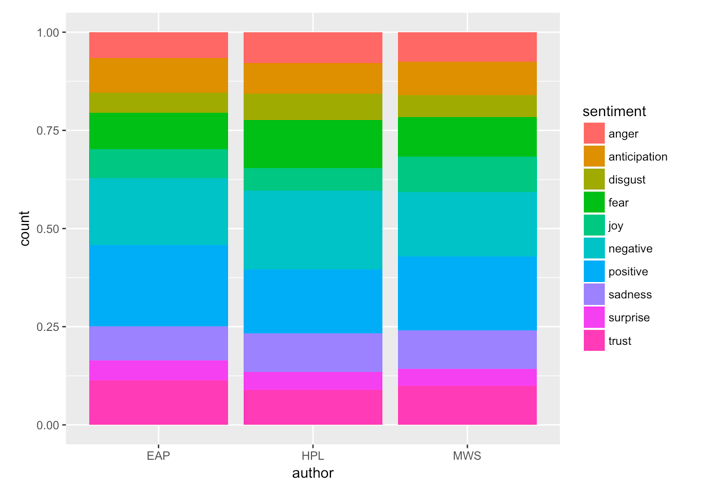 1.00
0.75
0.50
0.25
0.00
count
EAP
HPL
MWS
author
sentiment
anger
anticipation
disgust
fear
joy
negative
positive
sadness
surprise
trust